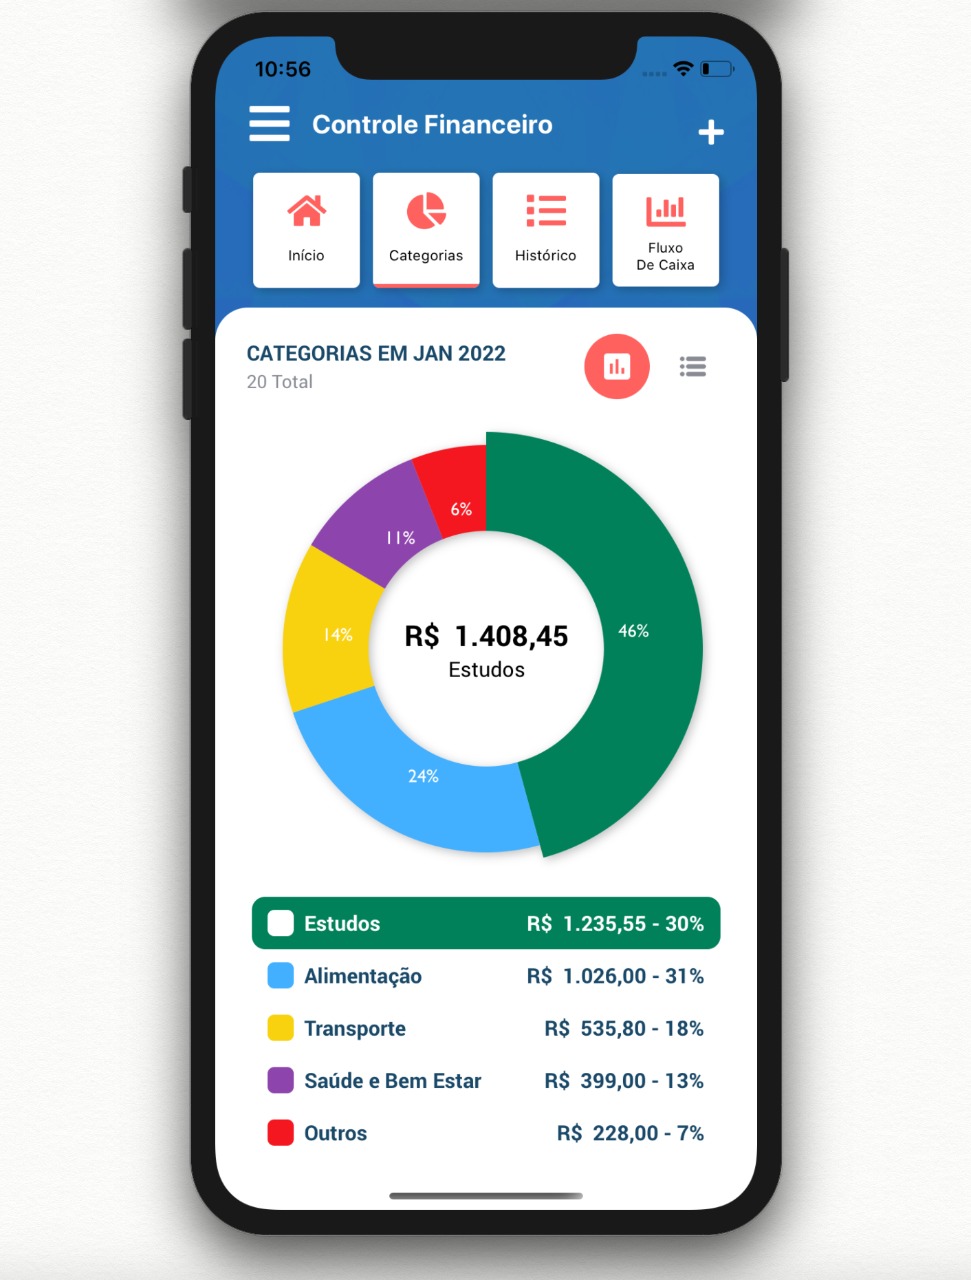 10:56
Controle Financeiro
+
Início
Categorias
Histórico
Fluxo
De Caixa
CATEGORIAS EM JAN 2022
20 Total
6%
11%
14%
46%
24%
R$ 1.408,45
Estudos
Estudos R$ 1.235,55 - 30%
Alimentação R$ 1.026,00 - 31%
Transporte R$ 535,80 - 18%
Saúde e Bem Estar R$ 399,00 - 13%
Outros R$ 228,00 - 7%